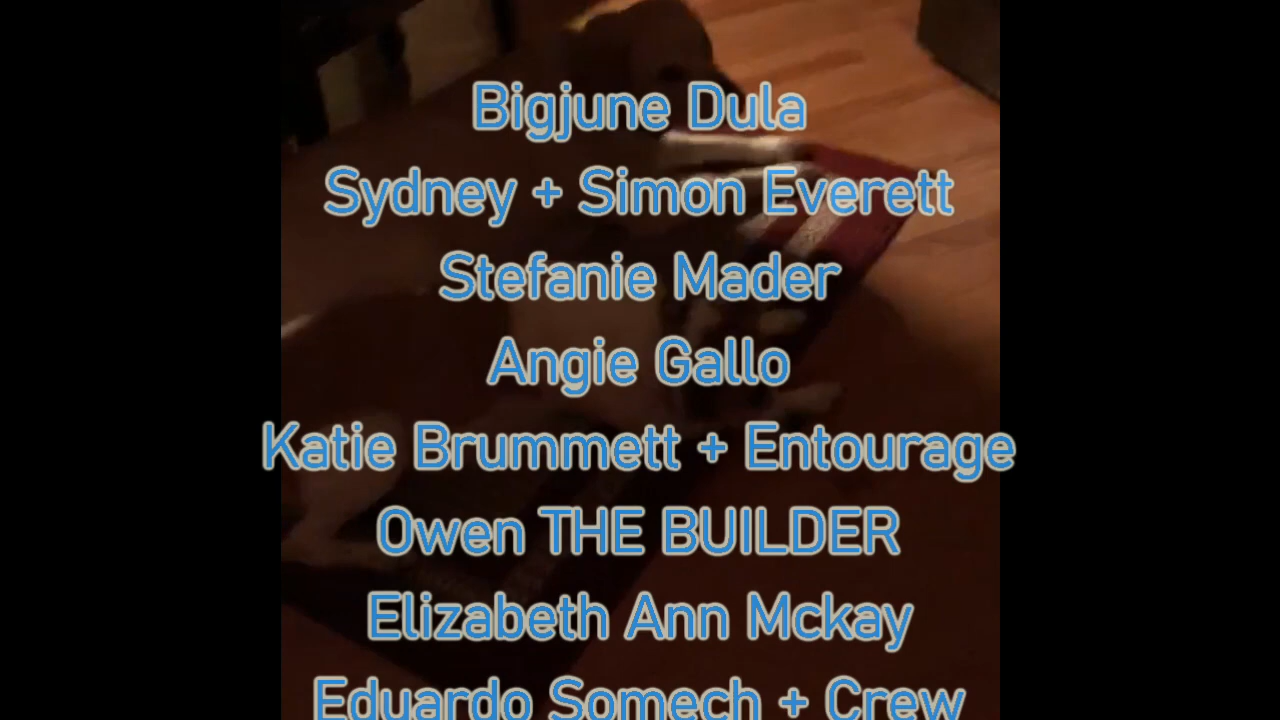 Bigjune Dula
Sydney + Simon Everett
Stefanie Mader
Angie Gallo
Katie Brummett + Entourage
Owen THE BUILDER
Elizabeth Ann Mckay
Eduardo Somech + Crew